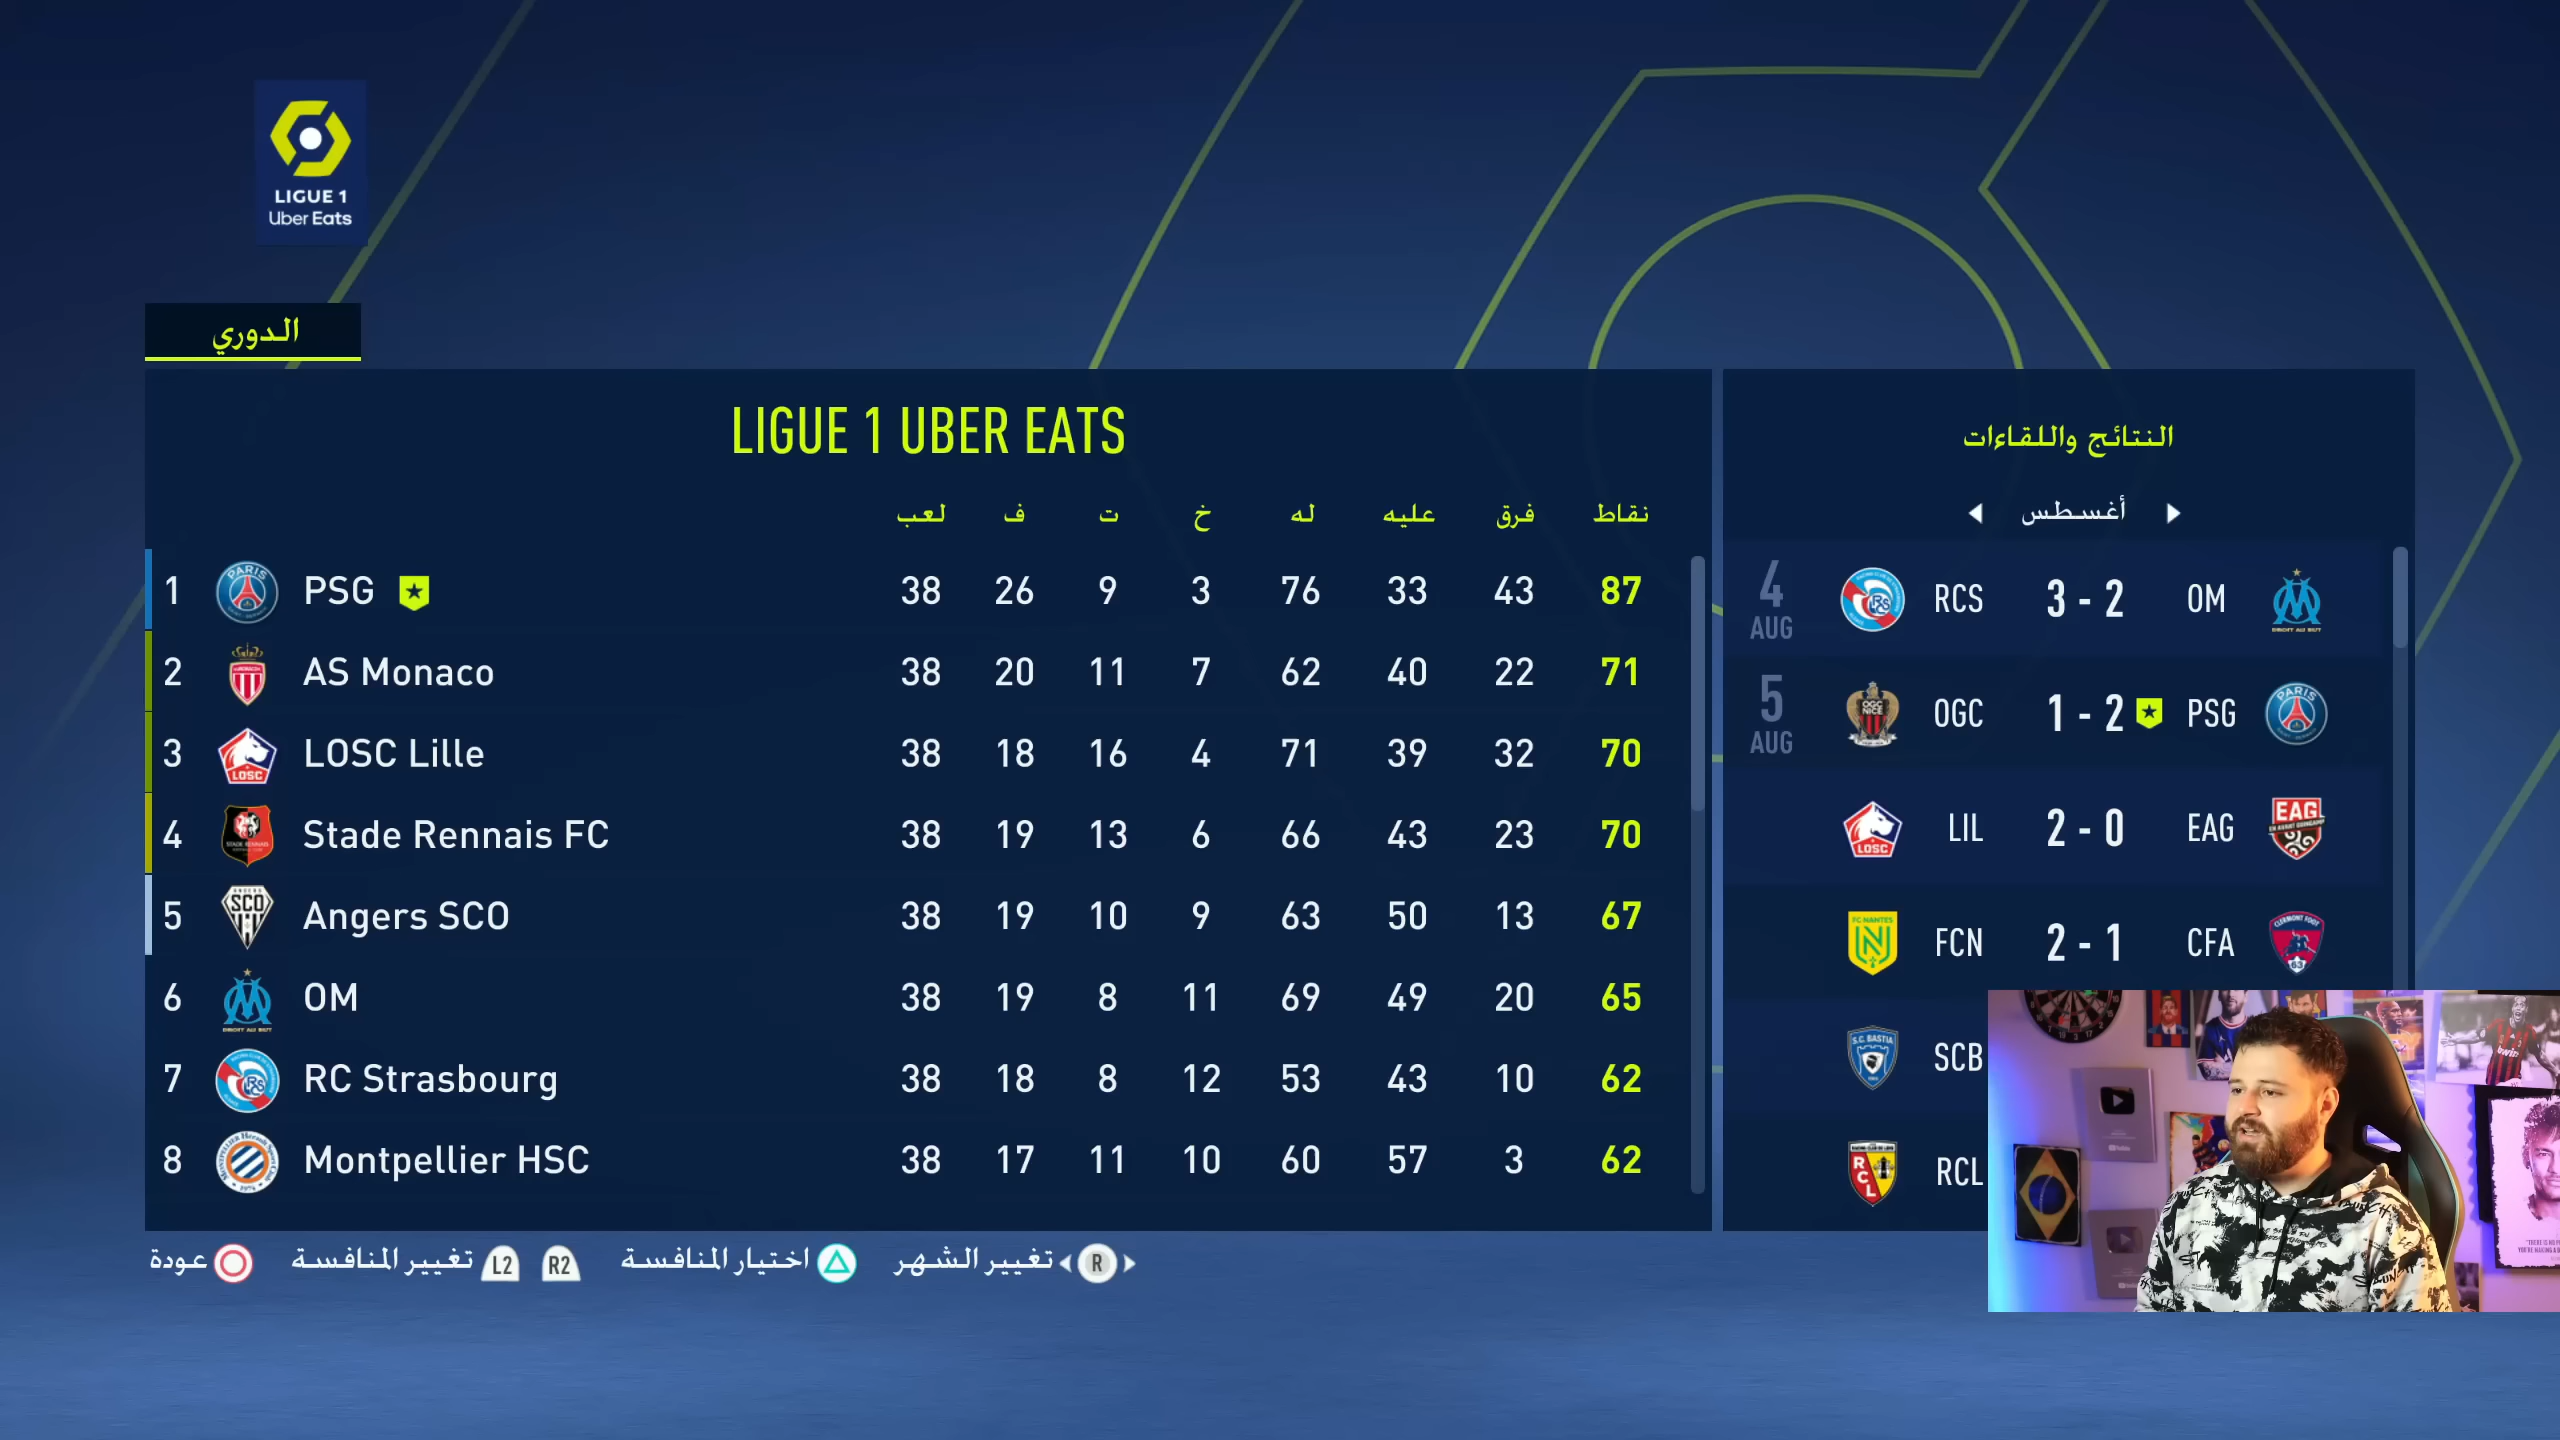 LIGUE 1
Uber Eats
الدوري
LIGUE 1 UBER EATS
لعب ف ت خ له عليه فرق نقاط
1 PSG 38 26 9 3 76 33 43 87
2 AS Monaco 38 20 11 7 62 40 22 71
3 LOSC Lille 38 18 16 4 71 39 32 70
4 Stade Rennais FC 38 19 13 6 66 43 23 70
5 Angers SCO 38 19 10 9 63 50 13 67
6 OM 38 19 8 11 69 49 20 65
7 RC Strasbourg 38 18 8 12 53 43 10 62
8 Montpellier HSC 38 17 11 10 60 57 3 62
النتائج واللقاءات
أغسطس
4 AUG RCS 3 - 2 OM
5 AUG OGC 1 - 2 PSG
LIL 2 - 0 EAG
FCN 2 - 1 CFA
SCB
RCL
عودة
تغيير المنافسة L2 R2
اختيار المنافسة
تغيير الشهر R